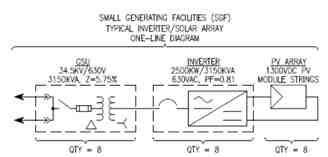 SMALL GENERATING FACILITIES (SGF)
TYPICAL INVERTER/SOLAR ARRAY
ONE-LINE DIAGRAM
GSU
34.5KV/630V
3150KVA, Z=5.75%
INVERTER
2500KW/3150KVA
630VAC, PF=0.81
PV ARRAY
1300VDC PV
MODULE STRINGS
QTY = 8
QTY = 8
QTY = 8